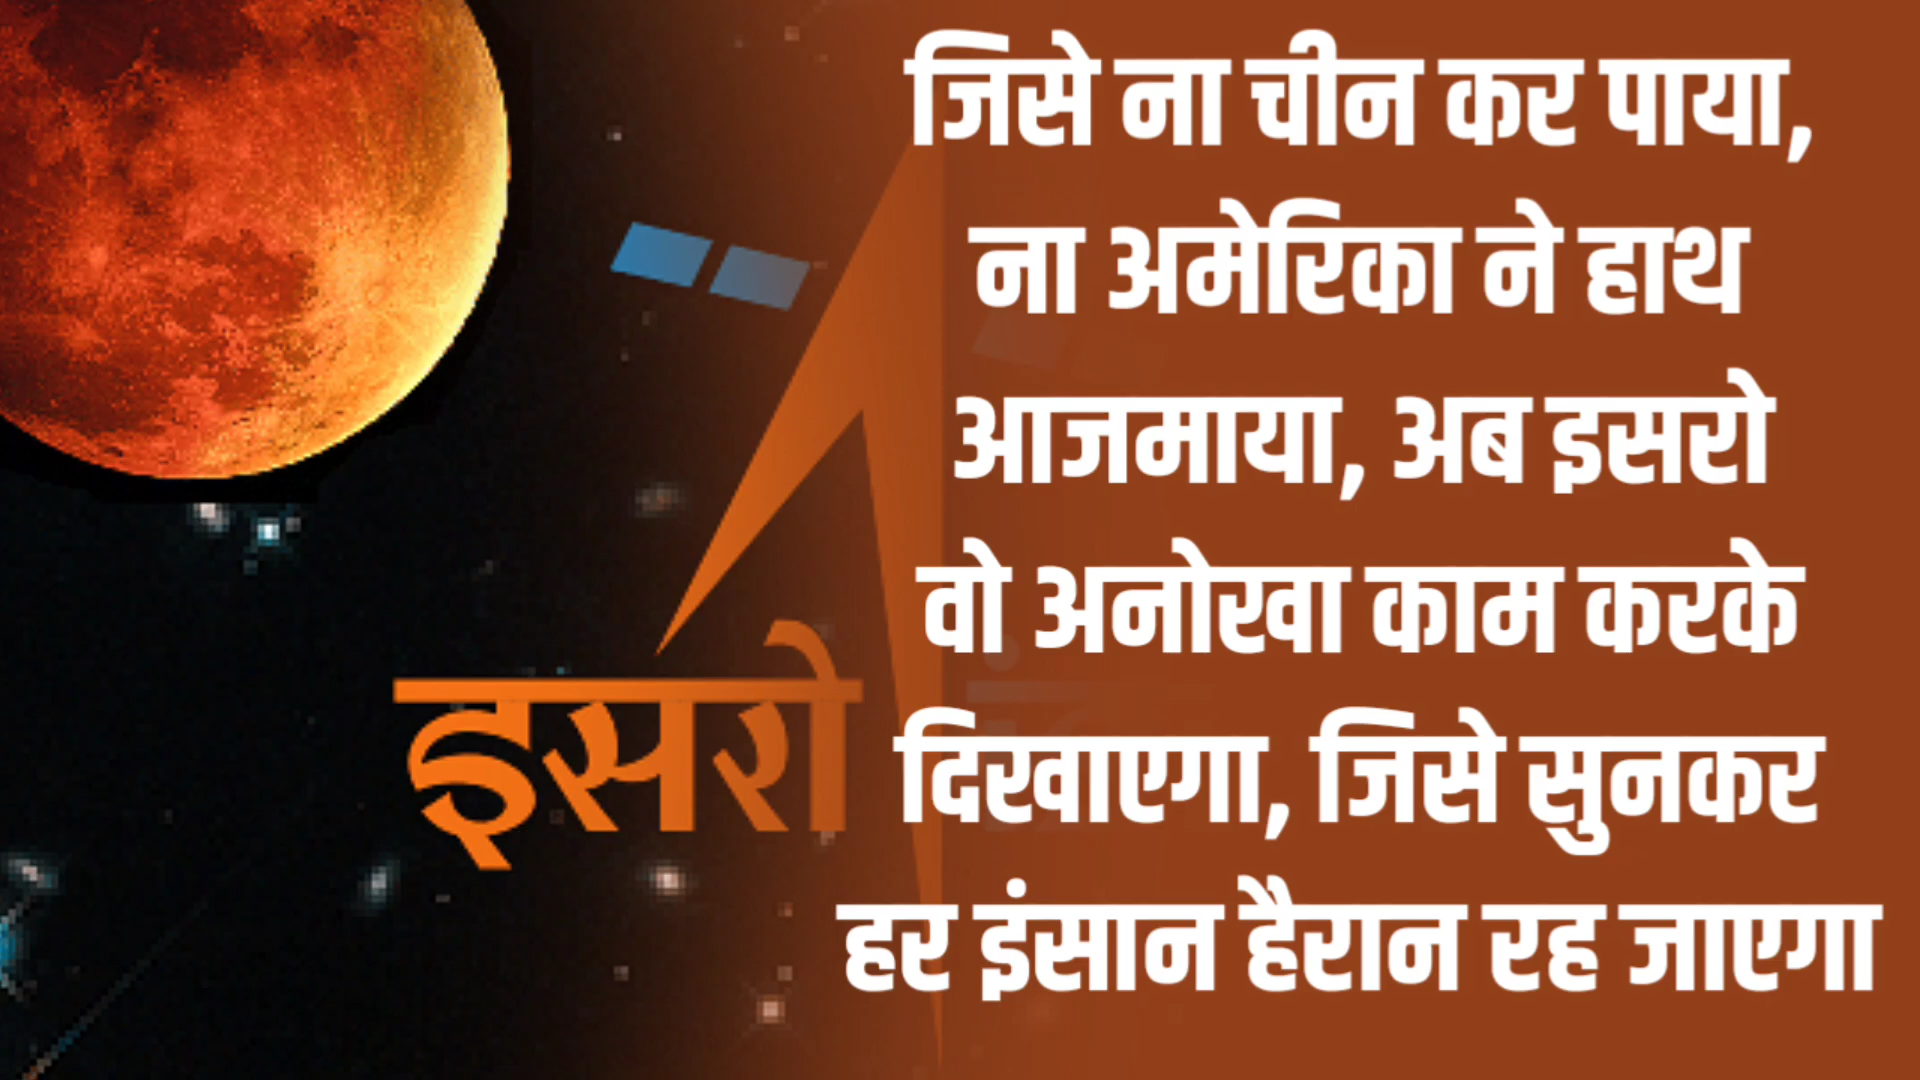 जिसे ना चीन कर पाया,
ना अमेरिका ने हाथ
आजमाया, अब इसरो
वो अनोखा काम करके
दिखाएगा, जिसे सुनकर
हर इंसान हैरान रह जाएगा
इसरो